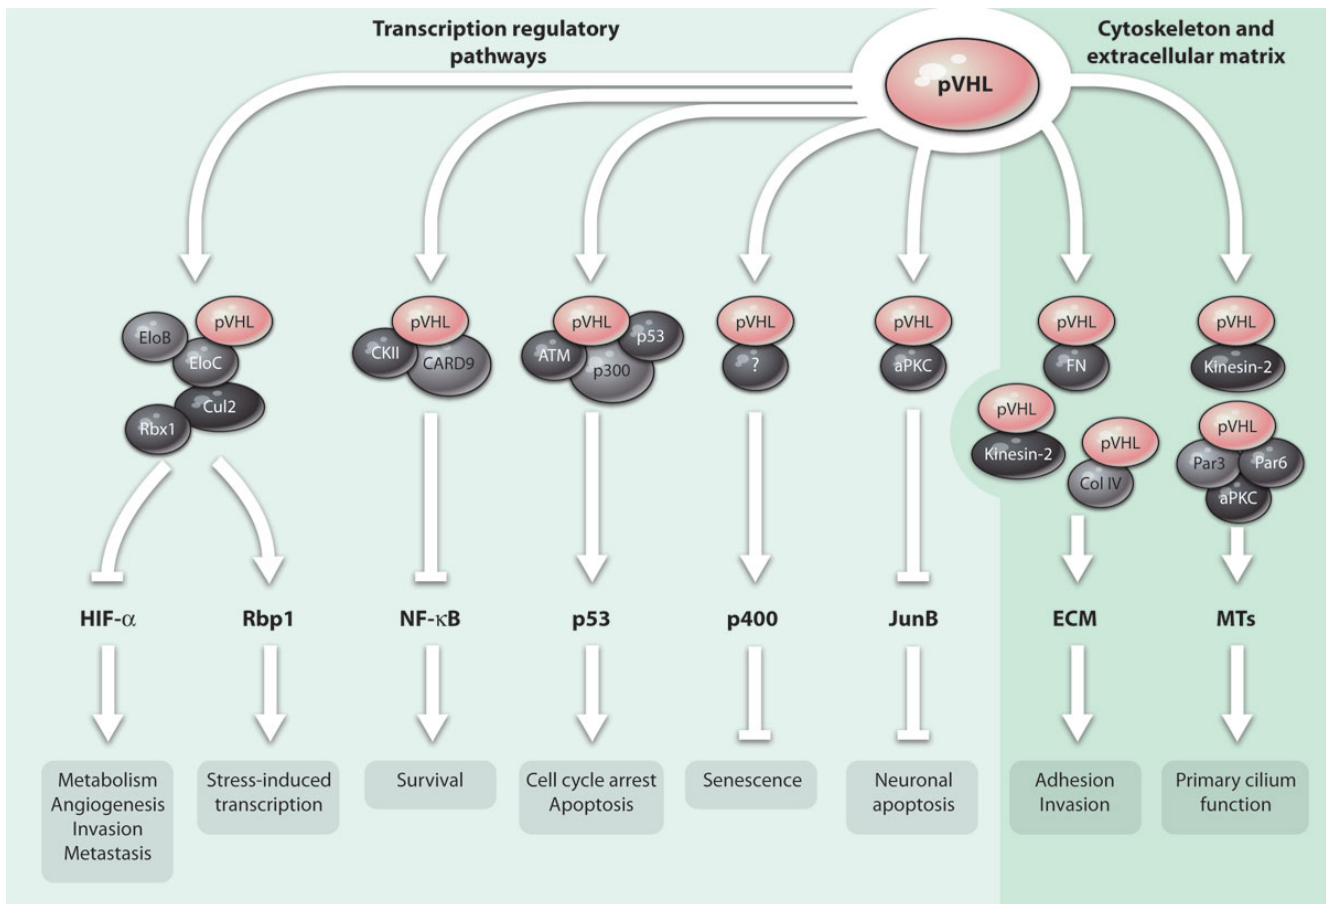 Transcription regulatory
pathways
Cytoskeleton and
extracellular matrix
pVHL
EloB
pVHL
EloC
Cul2
Rbx1
pVHL
CKII
CARD9
pVHL
ATM
p53
p300
pVHL
?
pVHL
aPKC
pVHL
FN
pVHL
Kinesin-2
pVHL
Col IV
pVHL
Kinesin-2
pVHL
Par3
Par6
aPKC
HIF-α
Rbp1
NF-κB
p53
p400
JunB
ECM
MTs
Metabolism
Angiogenesis
Invasion
Metastasis
Stress-induced
transcription
Survival
Cell cycle arrest
Apoptosis
Senescence
Neuronal
apoptosis
Adhesion
Invasion
Primary cilium
function